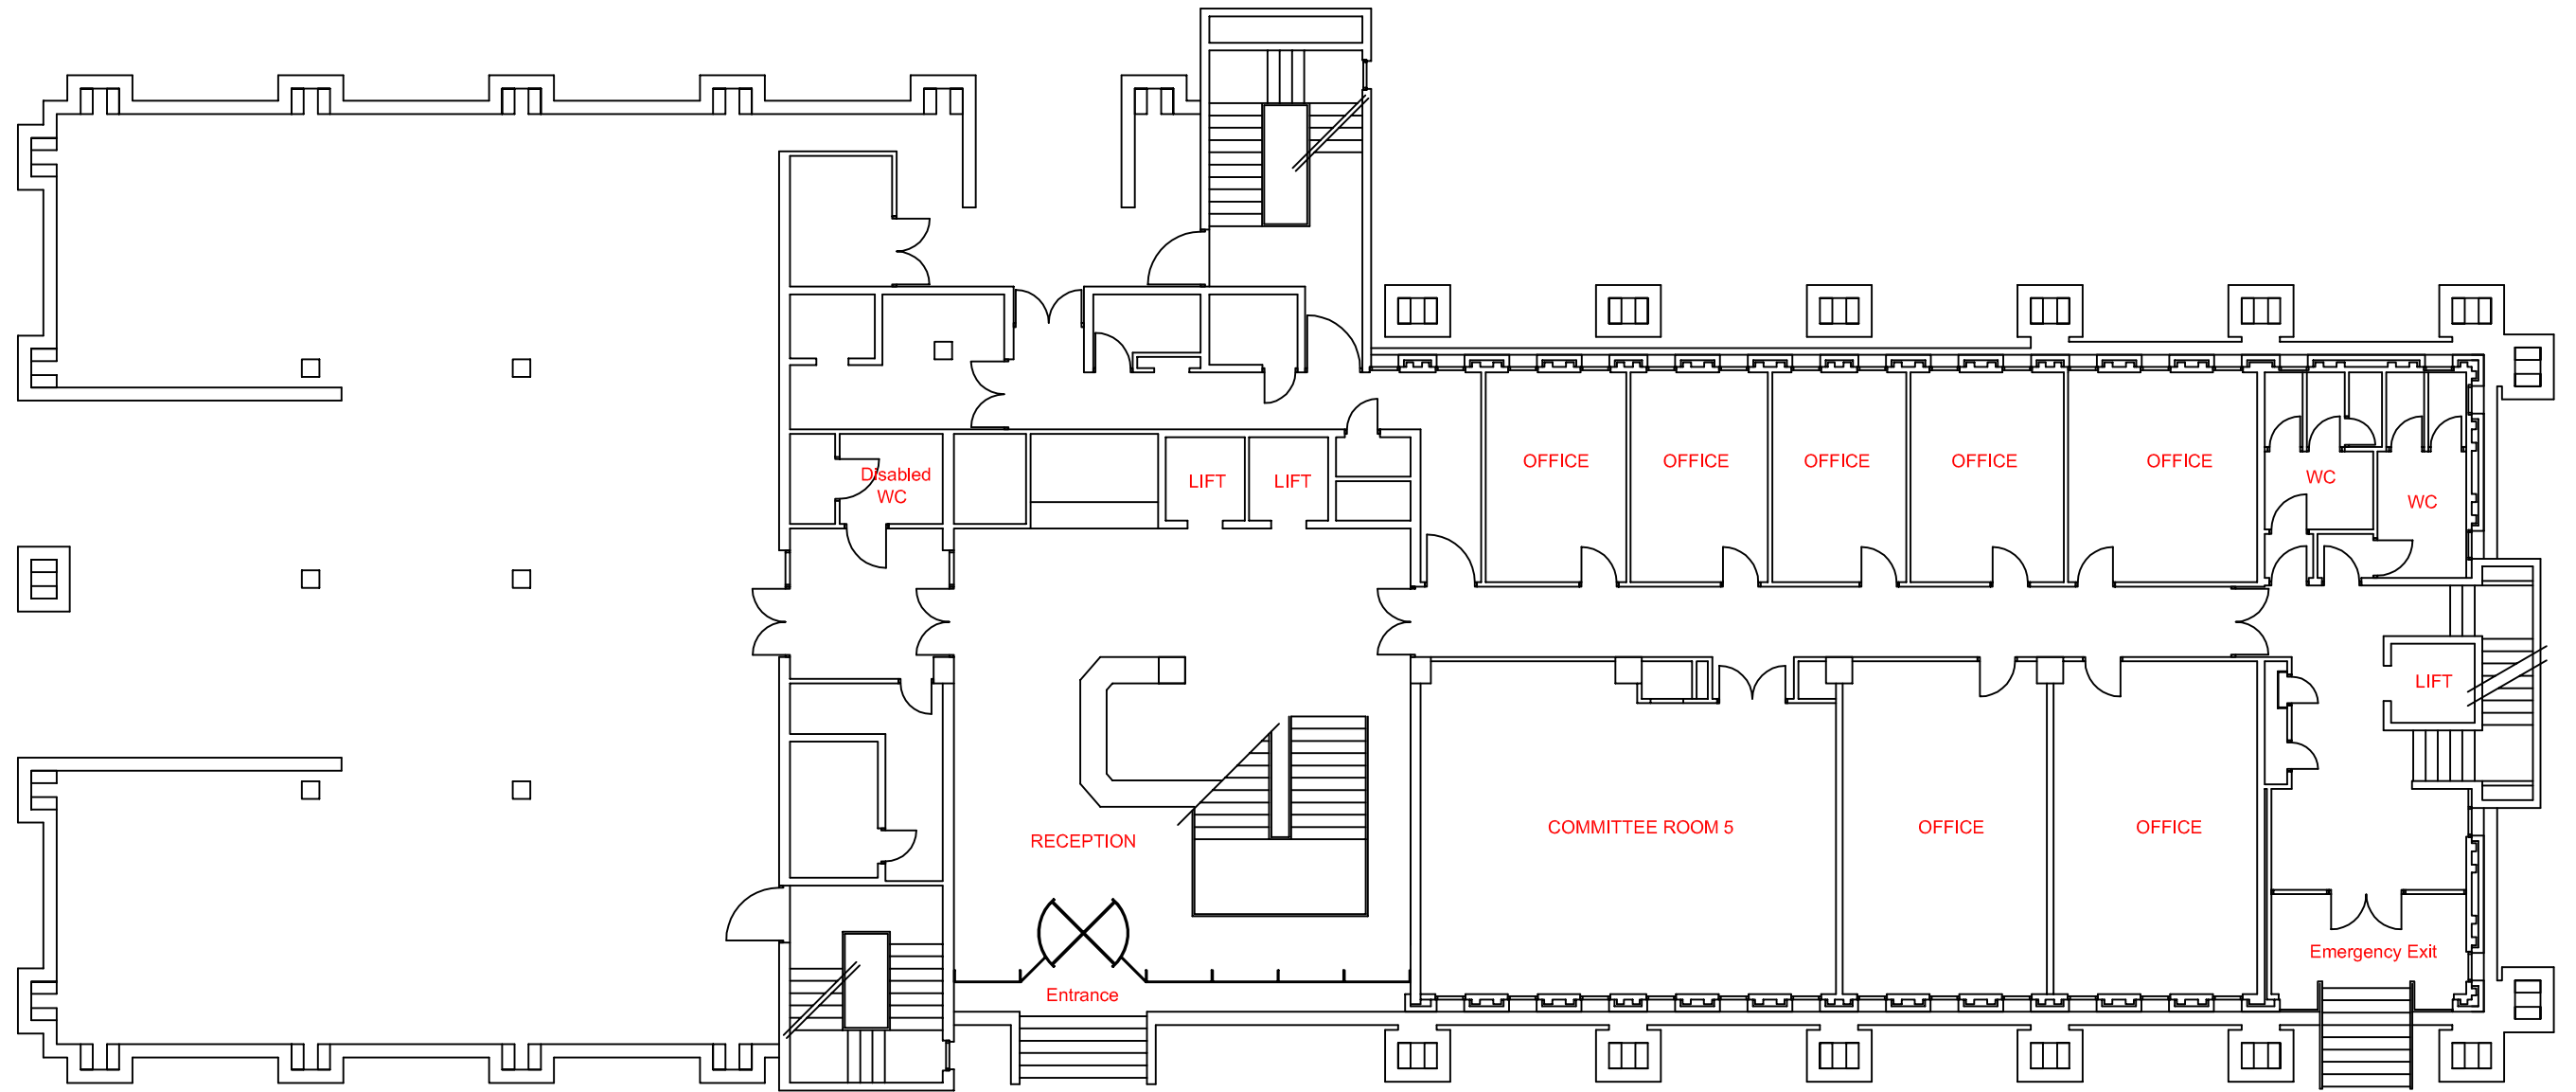 Disabled
WC
LIFT
LIFT
OFFICE
OFFICE
OFFICE
OFFICE
OFFICE
WC
WC
LIFT
RECEPTION
COMMITTEE ROOM 5
OFFICE
OFFICE
Emergency Exit
Entrance